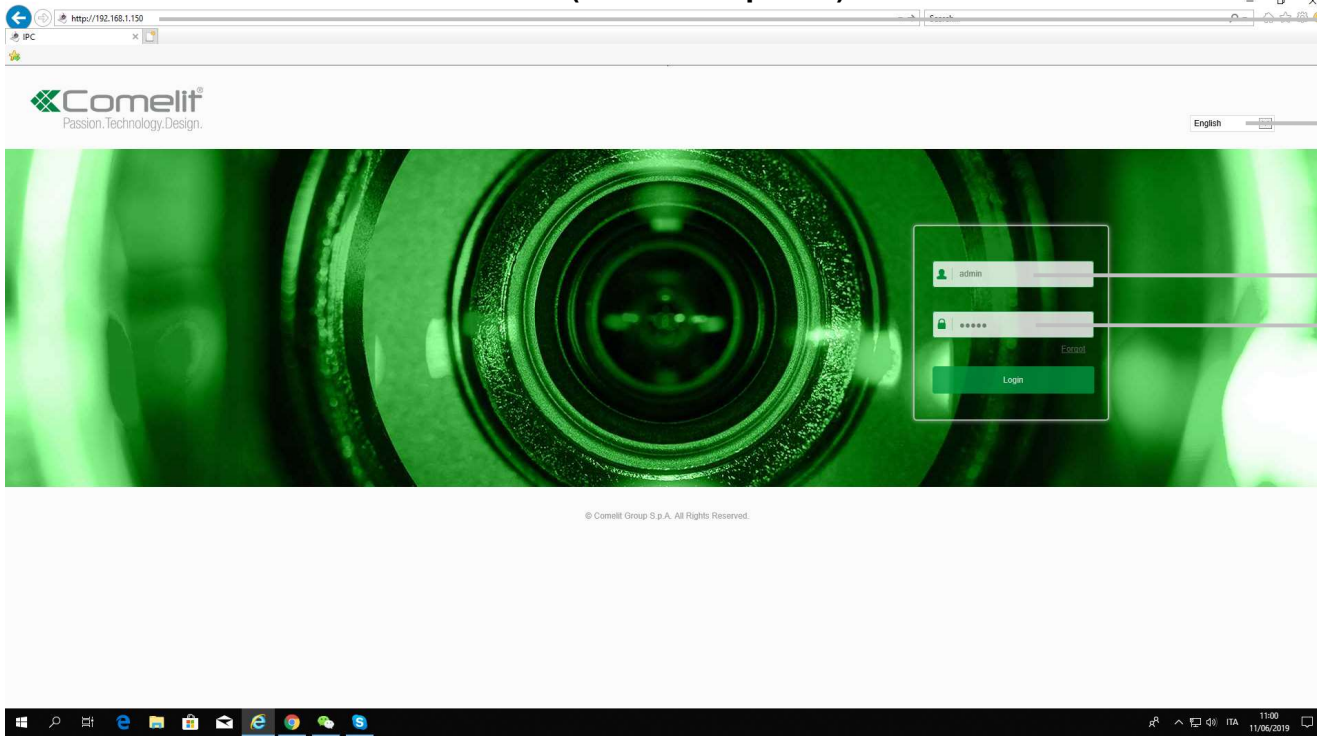 http://192.168.1.150
Search...
IPC
Comelit®
Passion.Technology.Design.
English
admin
Forgot
Login
© Comelit Group S.p.A. All Rights Reserved.
ITA
11:00
11/06/2019